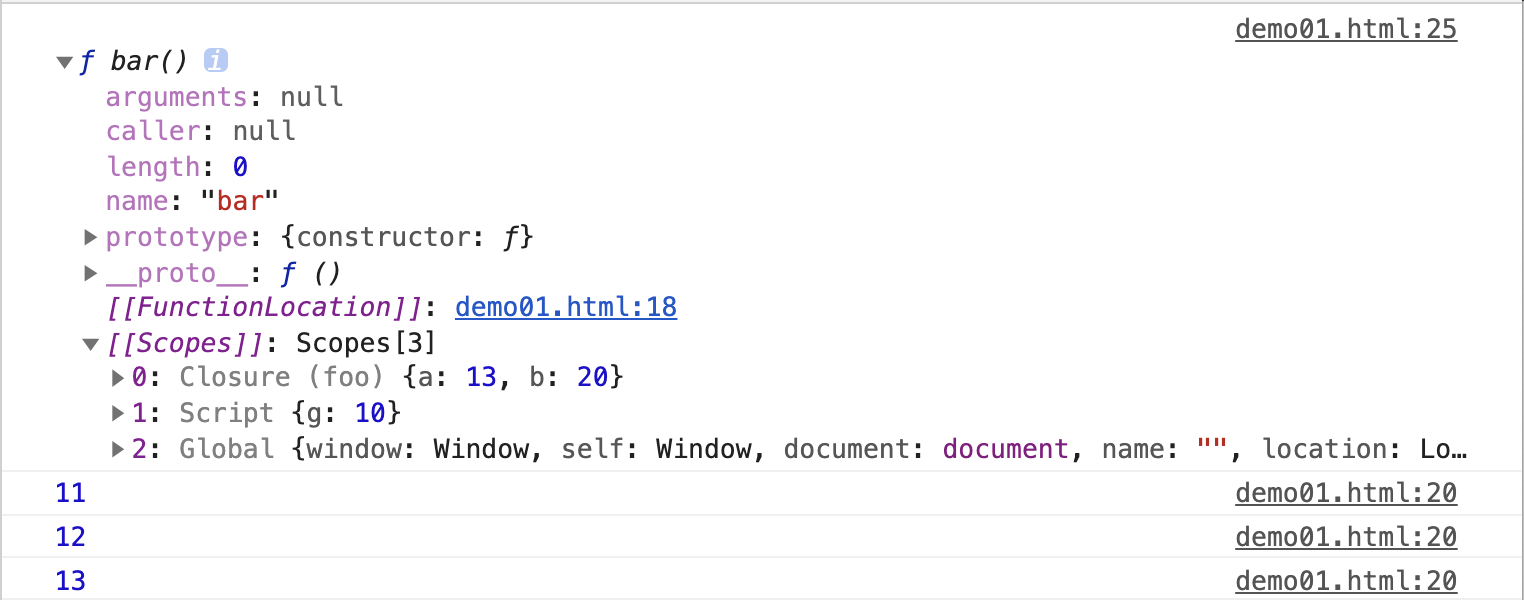 demo01.html:25
▼ƒ bar() i
arguments: null
caller: null
length: 0
name: "bar"
▶prototype: {constructor: ƒ}
▶__proto__: ƒ ()
[[FunctionLocation]]: demo01.html:18
▼[[Scopes]]: Scopes[3]
▶0: Closure (foo) {a: 13, b: 20}
▶1: Script {g: 10}
▶2: Global {window: Window, self: Window, document: document, name: "", location: Lo…
11 demo01.html:20
12 demo01.html:20
13 demo01.html:20